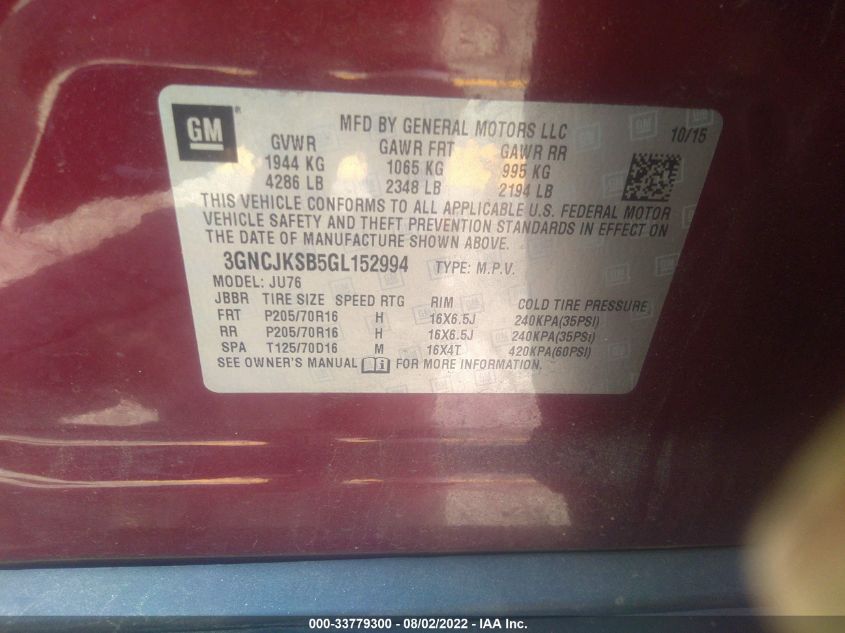 GM ®
MFD BY GENERAL MOTORS LLC 10/15
GVWR GAWR FRT GAWR RR
1944 KG 1065 KG 995 KG
4286 LB 2348 LB 2194 LB
THIS VEHICLE CONFORMS TO ALL APPLICABLE U.S. FEDERAL MOTOR
VEHICLE SAFETY AND THEFT PREVENTION STANDARDS IN EFFECT ON
THE DATE OF MANUFACTURE SHOWN ABOVE.
3GNCJKSB5GL152994 TYPE: M.P.V.
MODEL: JU76
JBBR TIRE SIZE SPEED RTG RIM COLD TIRE PRESSURE
FRT P205/70R16 H 16X6.5J 240KPA(35PSI)
RR P205/70R16 H 16X6.5J 240KPA(35PSI)
SPA T125/70D16 M 16X4T 420KPA(60PSI)
SEE OWNER'S MANUAL FOR MORE INFORMATION.
000-33779300 - 08/02/2022 - IAA Inc.